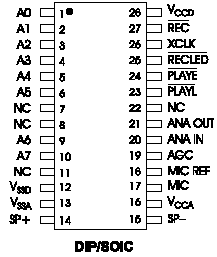 A0 1 28 VCCD
A1 2 27 REC
A2 3 26 XCLK
A3 4 25 RECLED
A4 5 24 PLAYE
A5 6 23 PLAYL
NC 7 22 NC
NC 8 21 ANA OUT
A6 9 20 ANA IN
A7 10 19 AGC
NC 11 18 MIC REF
VSSD 12 17 MIC
VSSA 13 16 VCCA
SP+ 14 15 SP–
DIP/SOIC